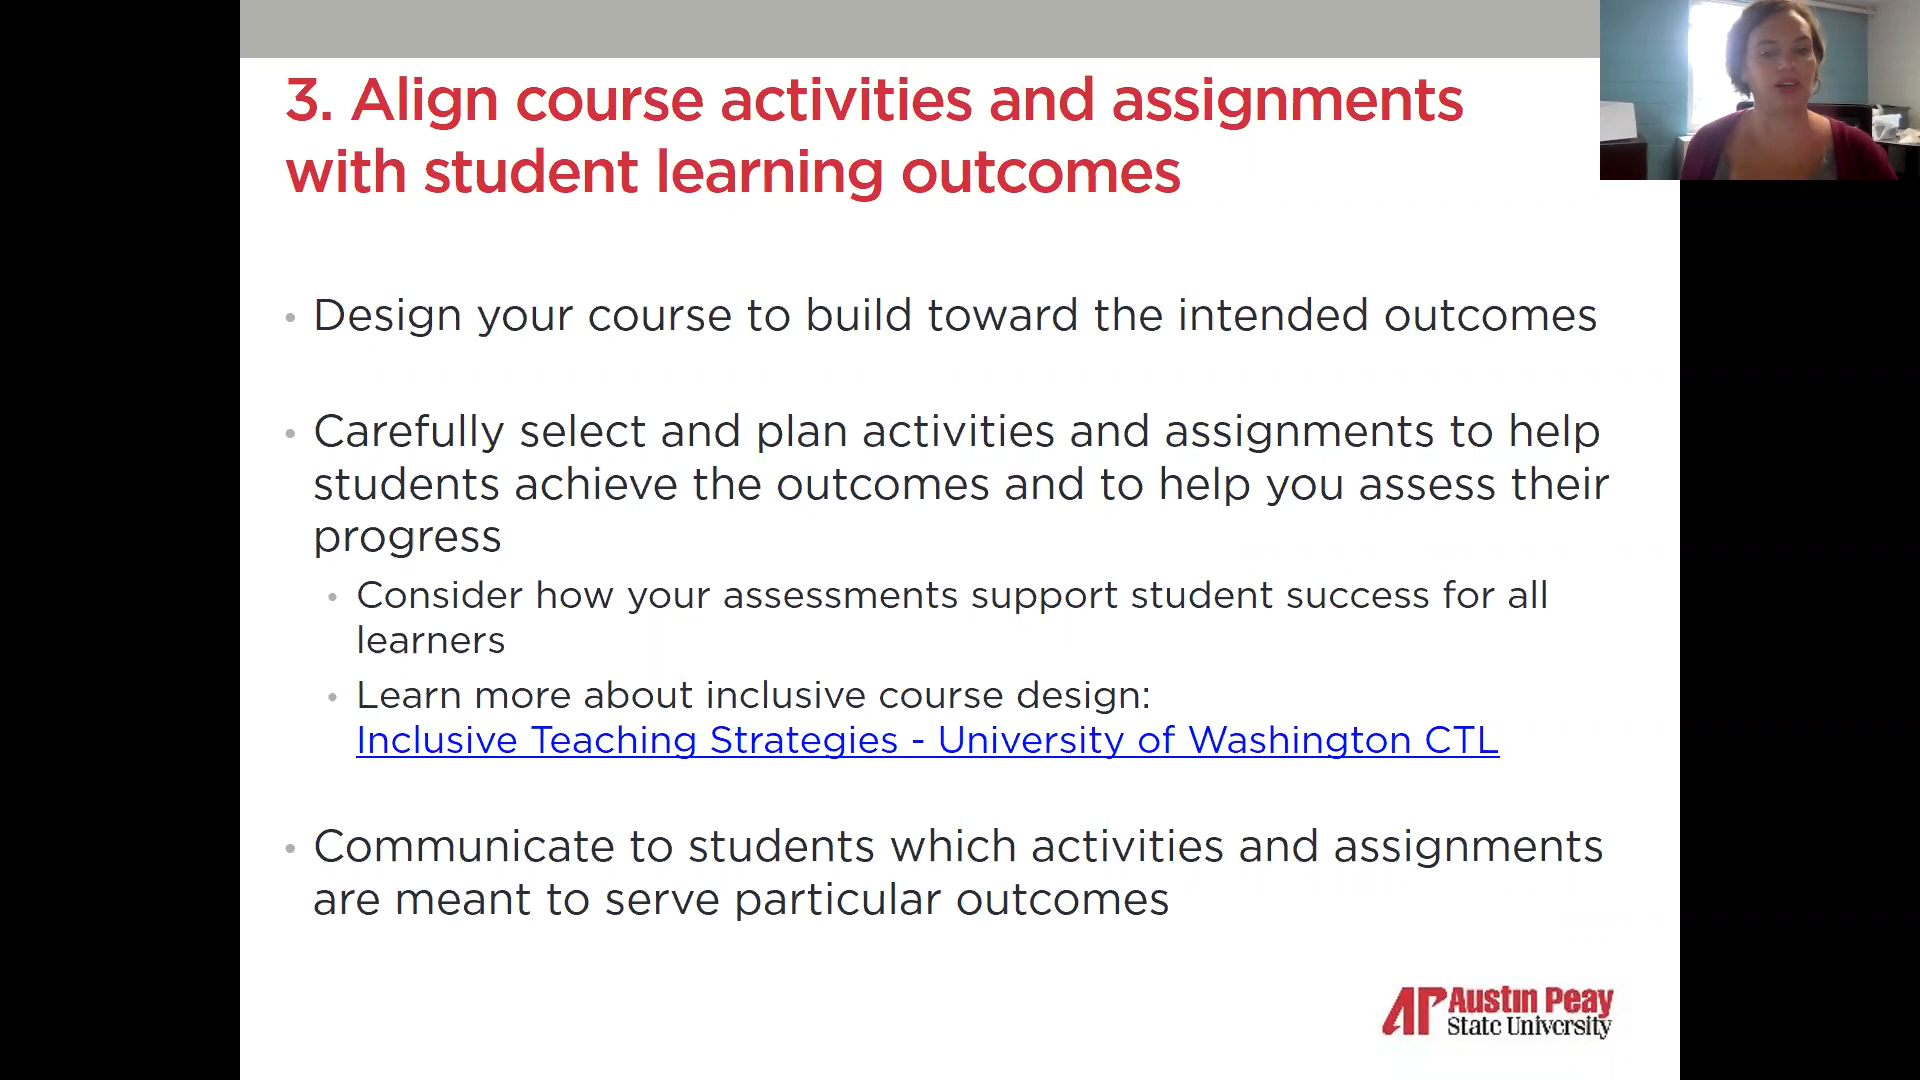 3. Align course activities and assignments
with student learning outcomes
• Design your course to build toward the intended outcomes
• Carefully select and plan activities and assignments to help
students achieve the outcomes and to help you assess their
progress
• Consider how your assessments support student success for all
learners
• Learn more about inclusive course design:
Inclusive Teaching Strategies - University of Washington CTL
• Communicate to students which activities and assignments
are meant to serve particular outcomes
AP Austin Peay
State University